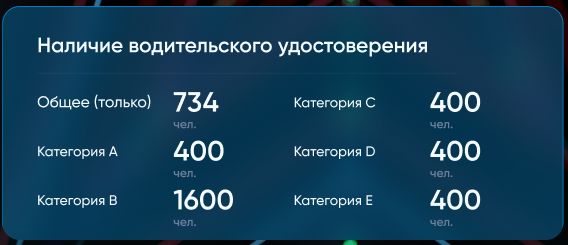 Наличие водительского удостоверения
Общее (только) 734 чел.
Категория C 400 чел.
Категория A 400 чел.
Категория D 400 чел.
Категория B 1600 чел.
Категория E 400 чел.